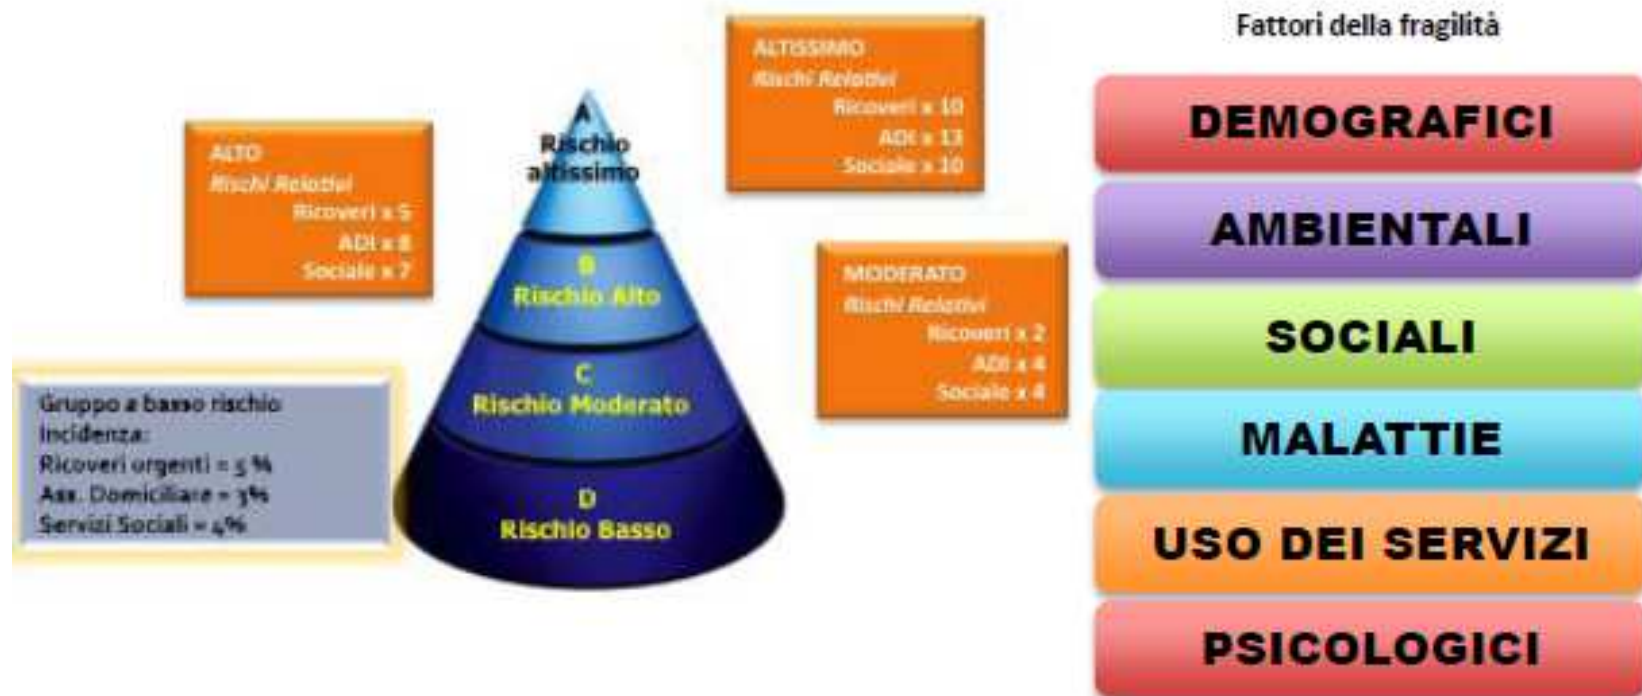 ALTO
Rischi Relativi
Ricoveri x 5
ADI x 8
Sociale x 7
Gruppo a basso rischio
Incidenza:
Ricoveri orgenti = 5 %
Ass. Domiciliare = 3%
Servizi Sociali = 4%
A
Rischio
altissimo
B
Rischio Alto
C
Rischio Moderato
D
Rischio Basso
ALTISSIMO
Rischi Relativi
Ricoveri x 10
ADI x 13
Sociale x 10
MODERATO
Rischi Relativi
Ricoveri x 2
ADI x 4
Sociale x 4
Fattori della fragilità
DEMOGRAFICI
AMBIENTALI
SOCIALI
MALATTIE
USO DEI SERVIZI
PSICOLOGICI